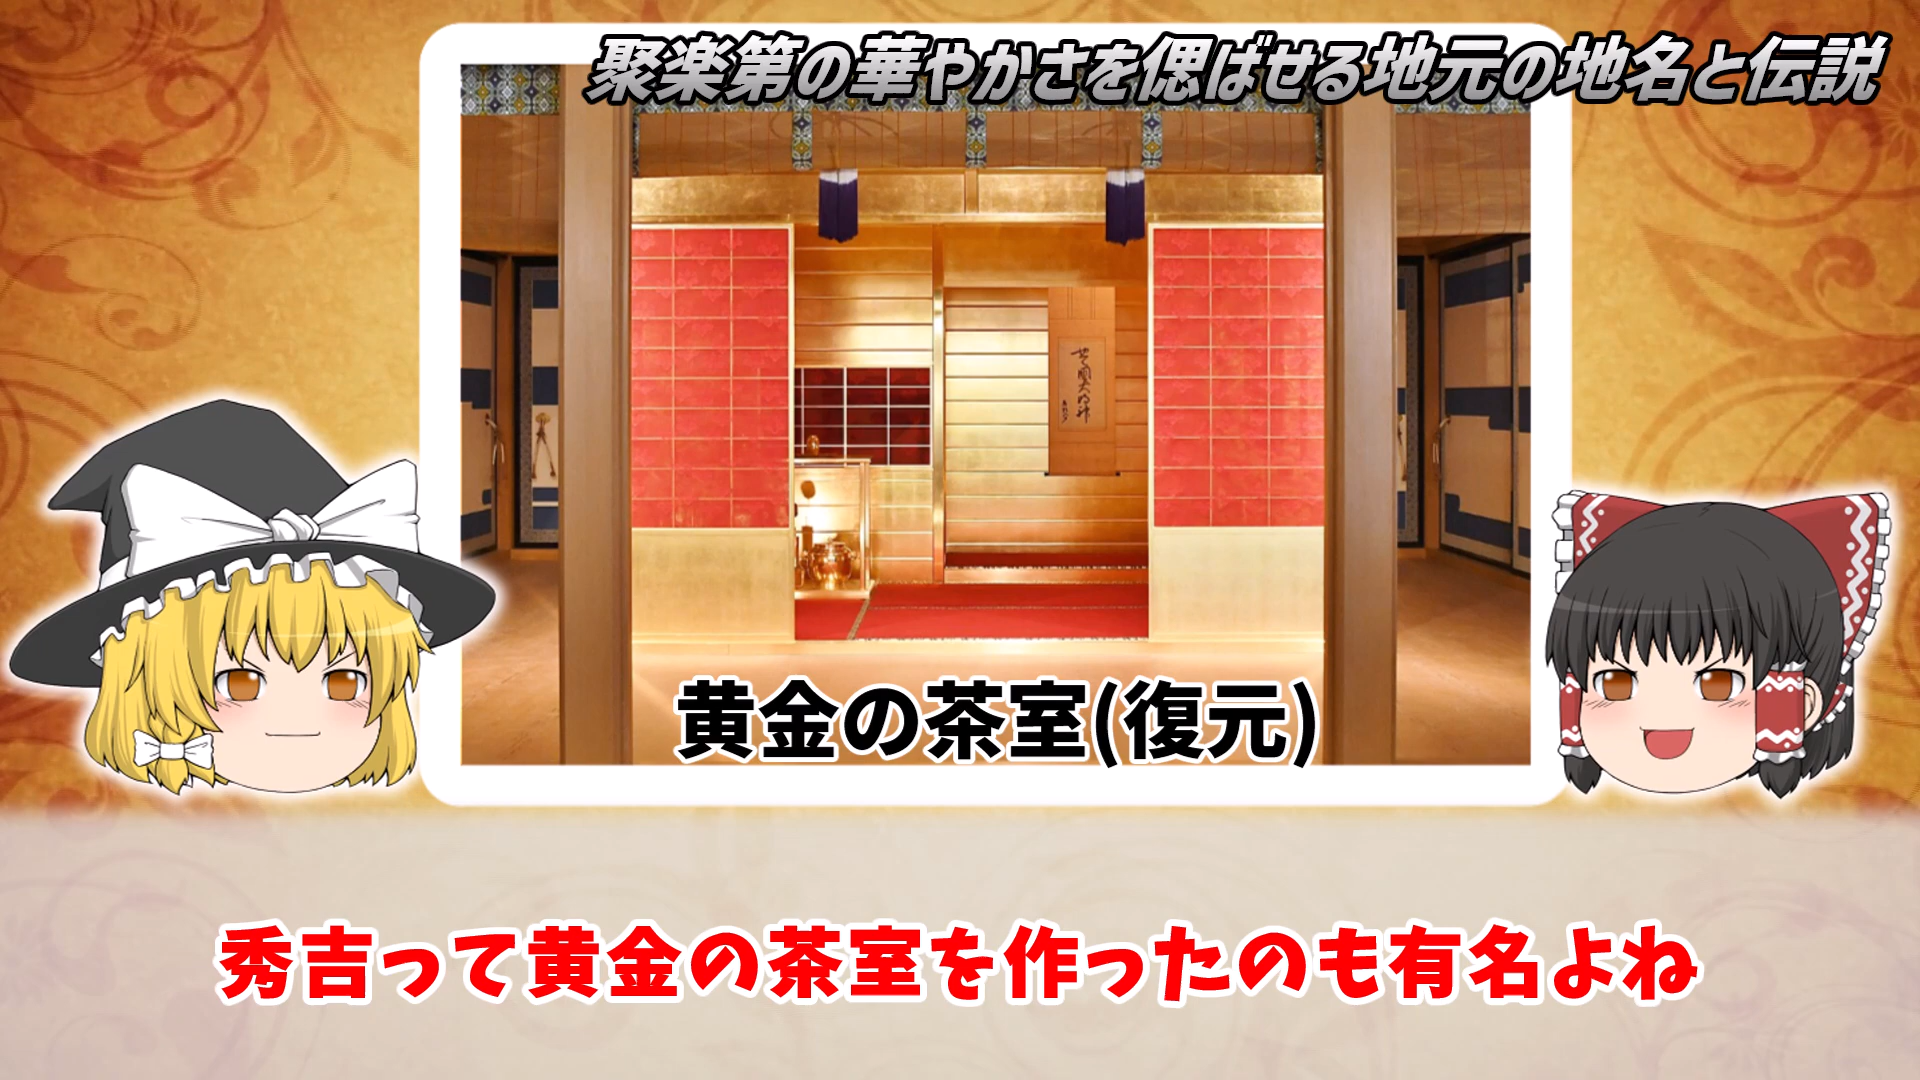 聚楽第の華やかさを偲ばせる地元の地名と伝説
黄金の茶室(復元)
秀吉って黄金の茶室を作ったのも有名よね